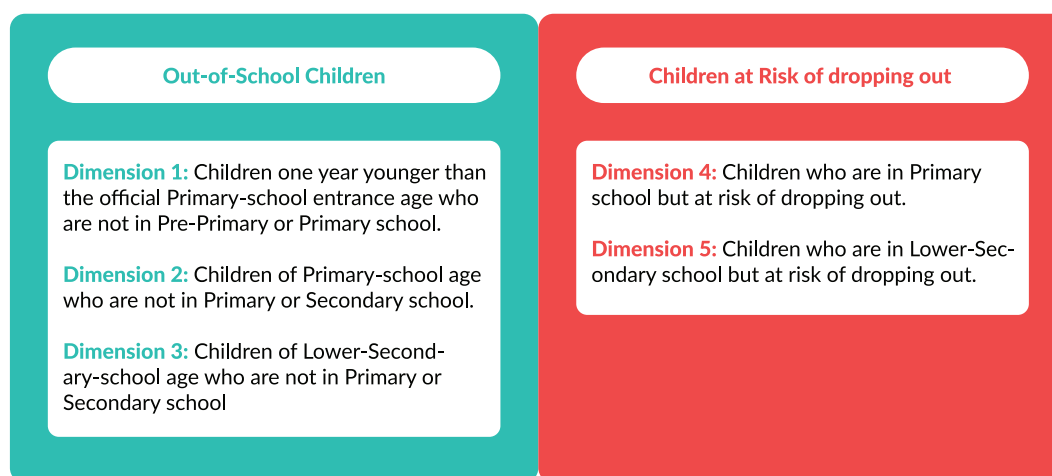 Out-of-School Children
Dimension 1: Children one year younger than
the official Primary-school entrance age who
are not in Pre-Primary or Primary school.
Dimension 2: Children of Primary-school age
who are not in Primary or Secondary school.
Dimension 3: Children of Lower-Second-
ary-school age who are not in Primary or
Secondary school
Children at Risk of dropping out
Dimension 4: Children who are in Primary
school but at risk of dropping out.
Dimension 5: Children who are in Lower-Sec-
ondary school but at risk of dropping out.